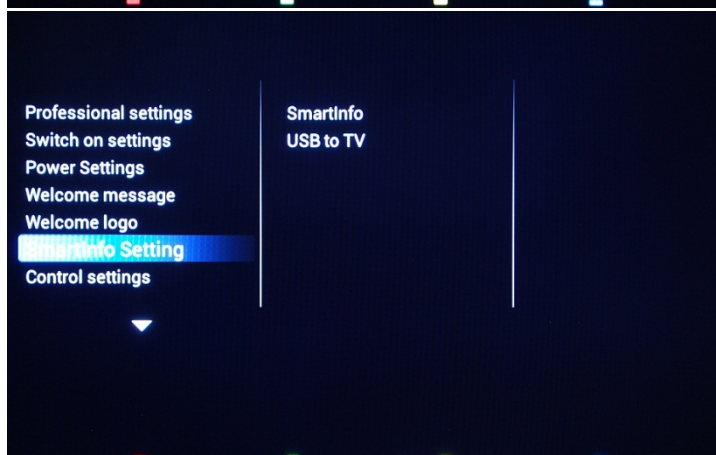 Professional settings
Switch on settings
Power Settings
Welcome message
Welcome logo
SmartInfo Setting
Control settings
SmartInfo
USB to TV